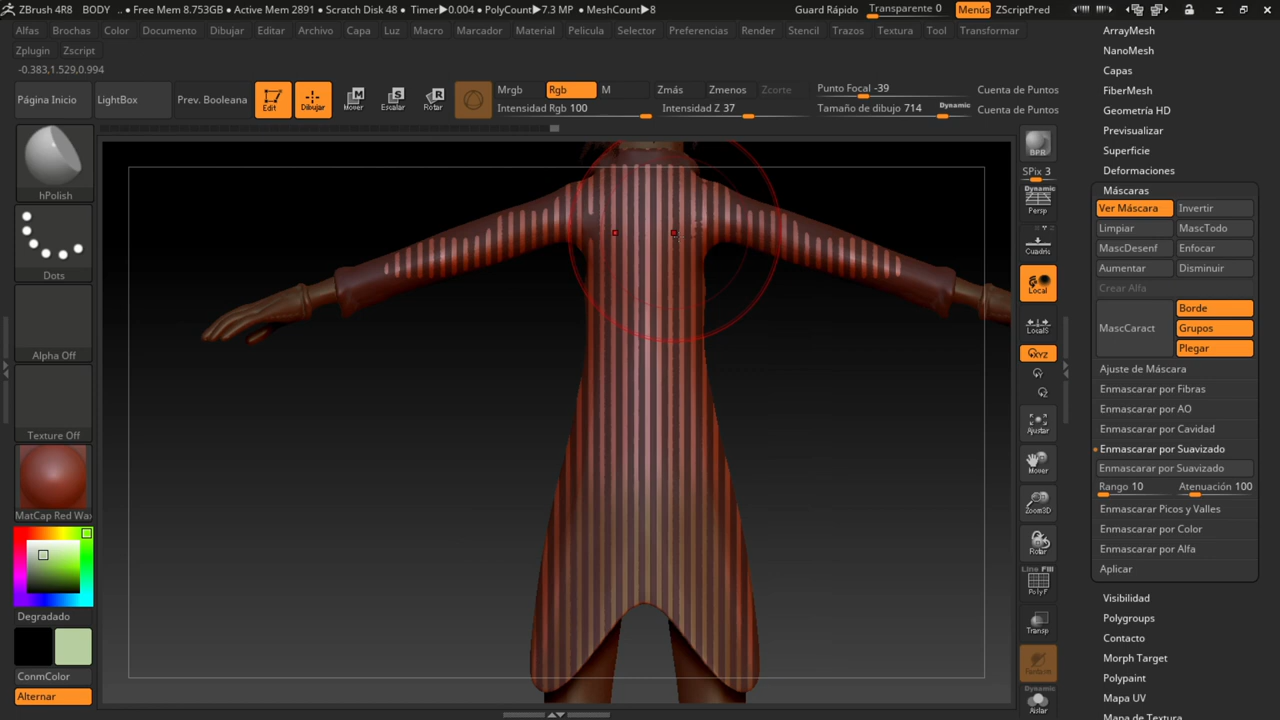 ZBrush 4R8 BODY .. ● Free Mem 8.753GB ● Active Mem 2891 ● Scratch Disk 48 ● Timer▶0.004 ● PolyCount▶7.3 MP ● MeshCount▶8 Guard Rápido Transparente 0 Menús ZScriptPred
Alfas Brochas Color Documento Dibujar Editar Archivo Capa Luz Macro Marcador Material Pelicula Selector Preferencias Render Stencil Trazos Textura Tool Transformar
Zplugin Zscript
-0.383,1.529,0.994
Página Inicio LightBox Prev. Booleana Edit Dibujar Mover Escalar Rotar
Mrgb Rgb M Zmás Zmenos Zcorte Punto Focal -39 Cuenta de Puntos
Intensidad Rgb 100 Intensidad Z 37 Tamaño de dibujo 714 Dynamic Cuenta de Puntos
hPolish
Dots
Alpha Off
Texture Off
MatCap Red Wa
Degradado
ConmColor
Alternar
BPR
SPix 3
Dynamic
Persp
Cuadríc
Local
LocalS
XYZ
Y
Z
Ajustar
Mover
Zoom3D
Rotar
Line Fill
PolyF
Transp
Dynamic
Aislar
ArrayMesh
NanoMesh
Capas
FiberMesh
Geometría HD
Previsualizar
Superficie
Deformaciones
Máscaras
Ver Máscara Invertir
Limpiar MascTodo
MascDesenf Enfocar
Aumentar Disminuir
Crear Alfa
MascCaract Borde
Grupos
Plegar
Ajuste de Máscara
Enmascarar por Fibras
Enmascarar por AO
Enmascarar por Cavidad
Enmascarar por Suavizado
Enmascarar por Suavizado
Rango 10 Atenuación 100
Enmascarar Picos y Valles
Enmascarar por Color
Enmascarar por Alfa
Aplicar
Visibilidad
Polygroups
Contacto
Morph Target
Polypaint
Mapa UV
Mapa de Textura